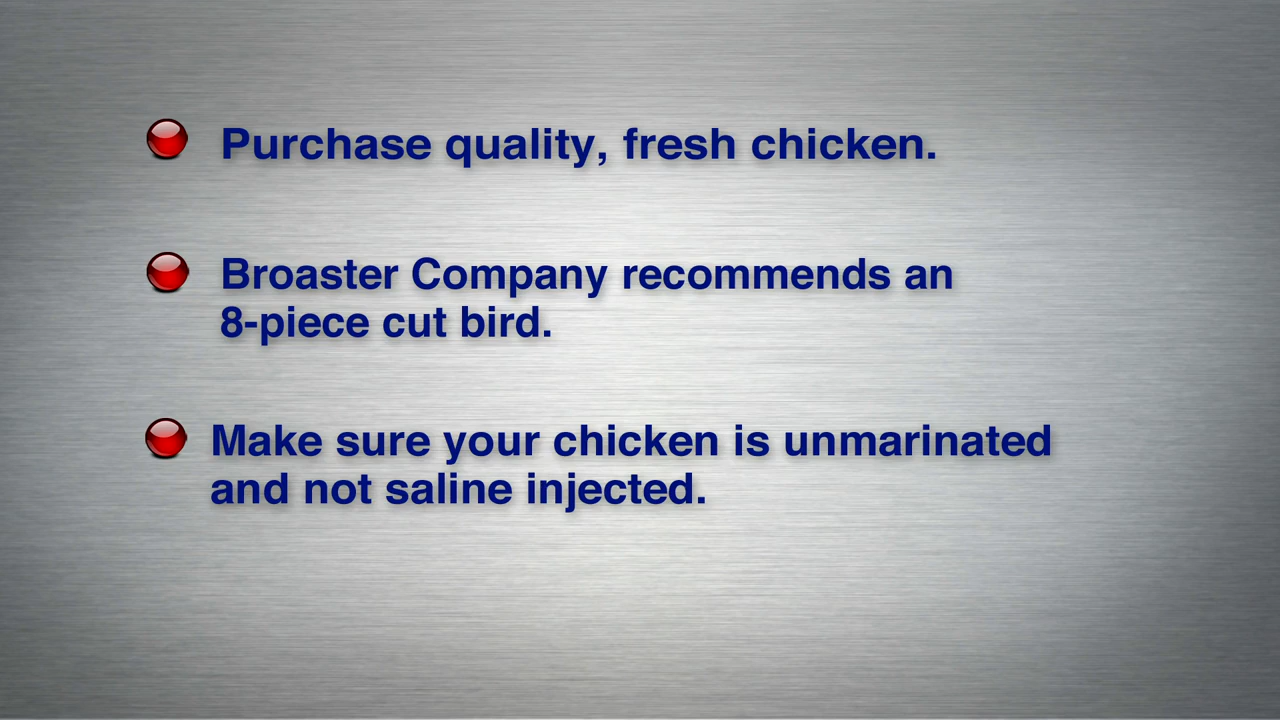 Purchase quality, fresh chicken.
Broaster Company recommends an
8-piece cut bird.
Make sure your chicken is unmarinated
and not saline injected.